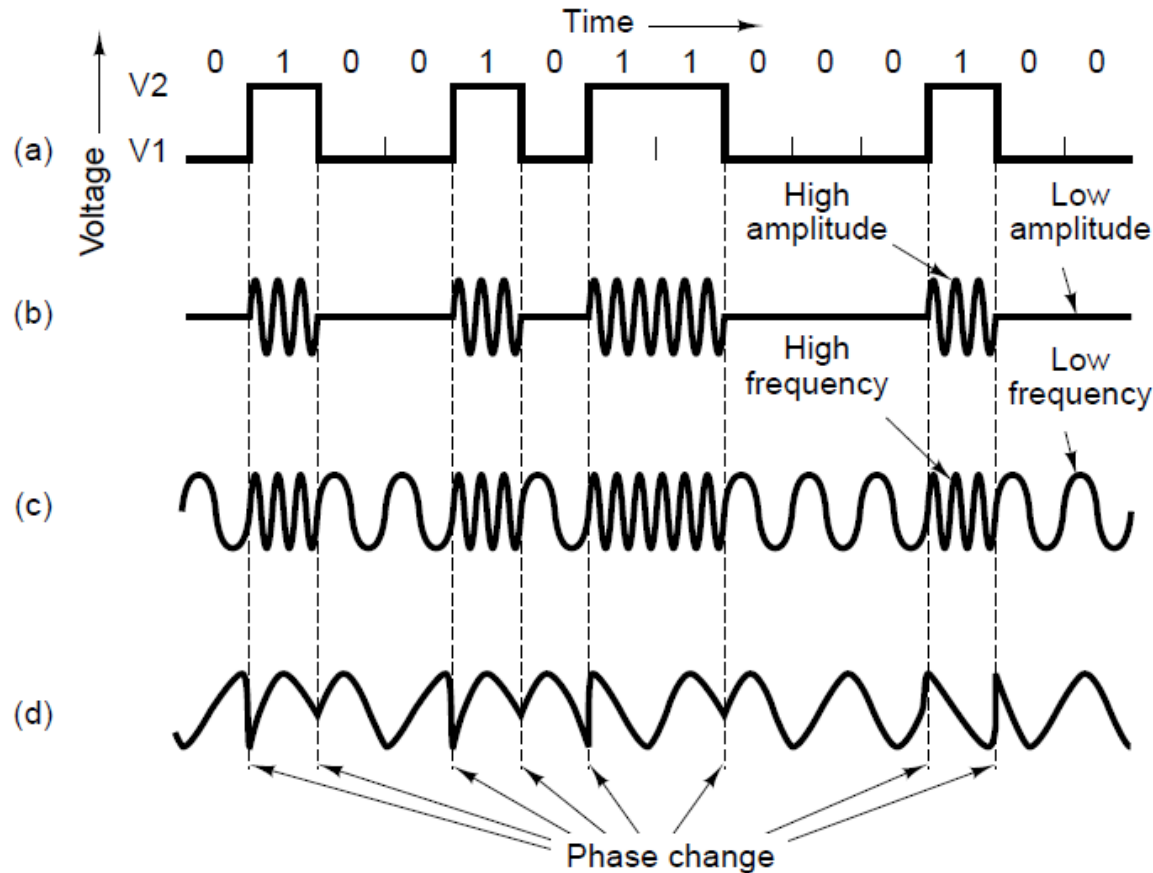 Time
0 1 0 0 1 0 1 1 0 0 0 1 0 0
V2
(a)
V1
Voltage
High
amplitude
Low
amplitude
(b)
High
frequency
Low
frequency
(c)
(d)
Phase change